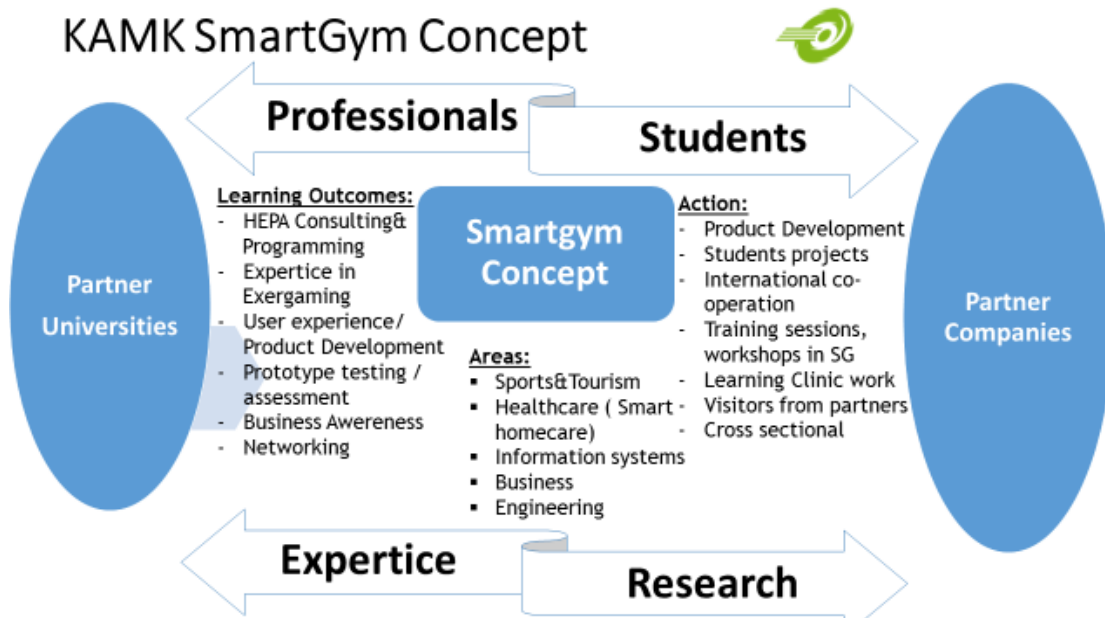 KAMK SmartGym Concept
Professionals
Students
Partner
Universities
Learning Outcomes:
- HEPA Consulting&
Programming
- Expertice in
Exergaming
- User experience/
Product Development
- Prototype testing /
assessment
- Business Awereness
- Networking
Smartgym
Concept
Areas:
▪ Sports&Tourism
▪ Healthcare ( Smart
homecare)
▪ Information systems
▪ Business
▪ Engineering
Action:
- Product Development
- Students projects
- International co-
operation
- Training sessions,
workshops in SG
- Learning Clinic work
- Visitors from partners
- Cross sectional
Partner
Companies
Expertice
Research